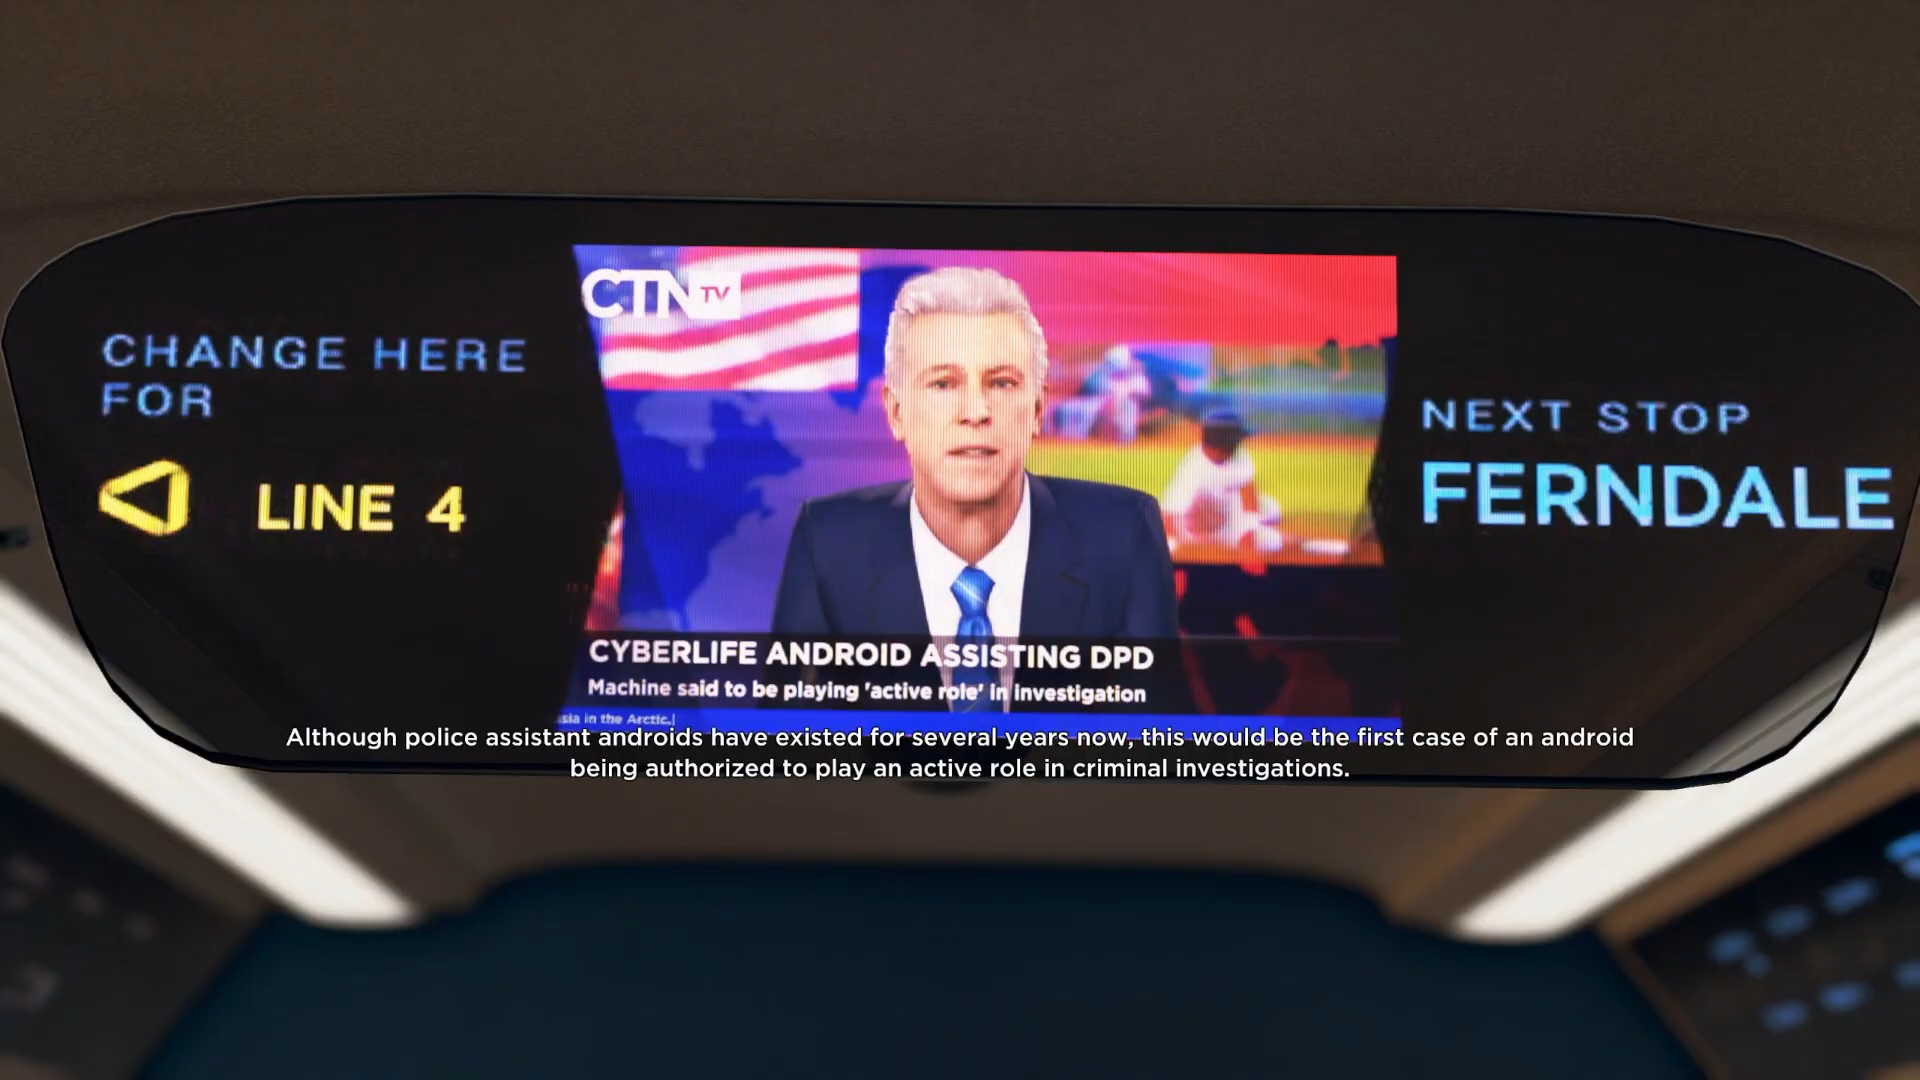 CHANGE HERE
FOR
LINE 4
CTN TV
NEXT STOP
FERNDALE
CYBERLIFE ANDROID ASSISTING DPD
Machine said to be playing 'active role' in investigation
in the Arctic.
Although police assistant androids have existed for several years now, this would be the first case of an android
being authorized to play an active role in criminal investigations.